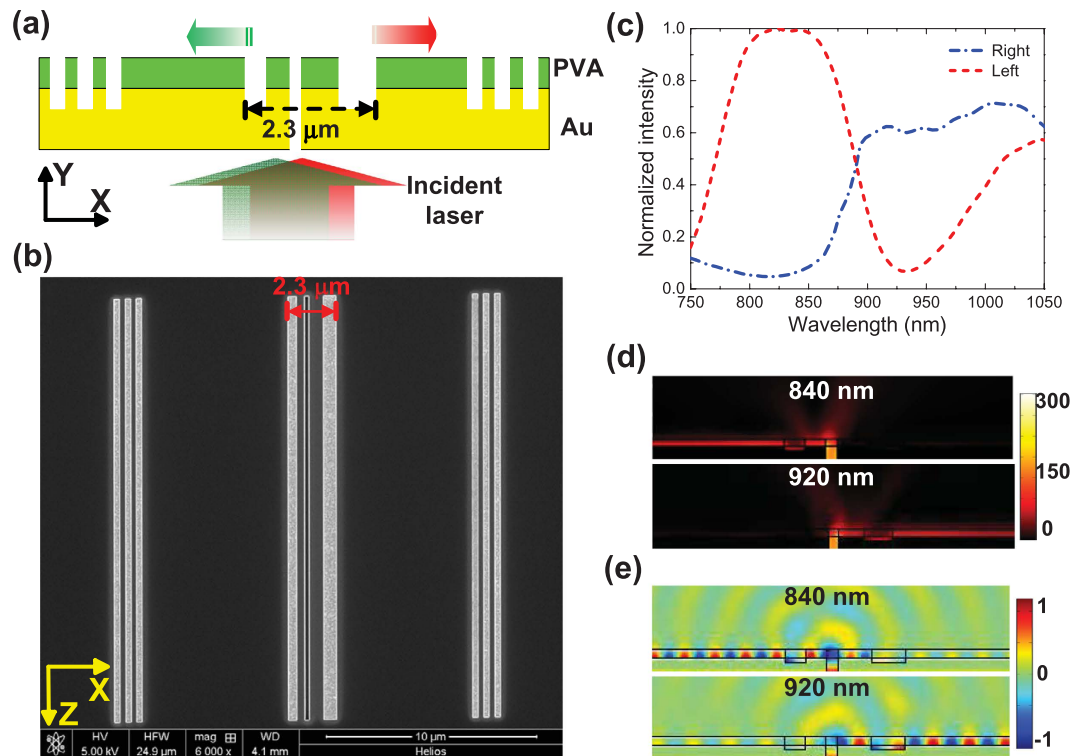 (a)
PVA
2.3 μm
Au
Y
X
Incident
laser
(b)
2.3 μm
X
Z
HV
HFW
mag
WD
10 μm
5.00 kV
24.9 μm
6 000 x
4.1 mm
Helios
(c)
1.0
0.8
0.6
0.4
0.2
0.0
Normalized intensity
Right
Left
750
800
850
900
950
1000
1050
Wavelength (nm)
(d)
840 nm
920 nm
300
150
0
(e)
840 nm
920 nm
1
0
-1